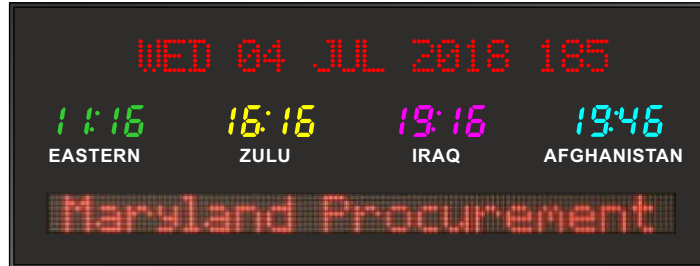 WED 04 JUL 2018 185
11:16 16:16 19:16 19:46
EASTERN ZULU IRAQ AFGHANISTAN
Maryland Procurement